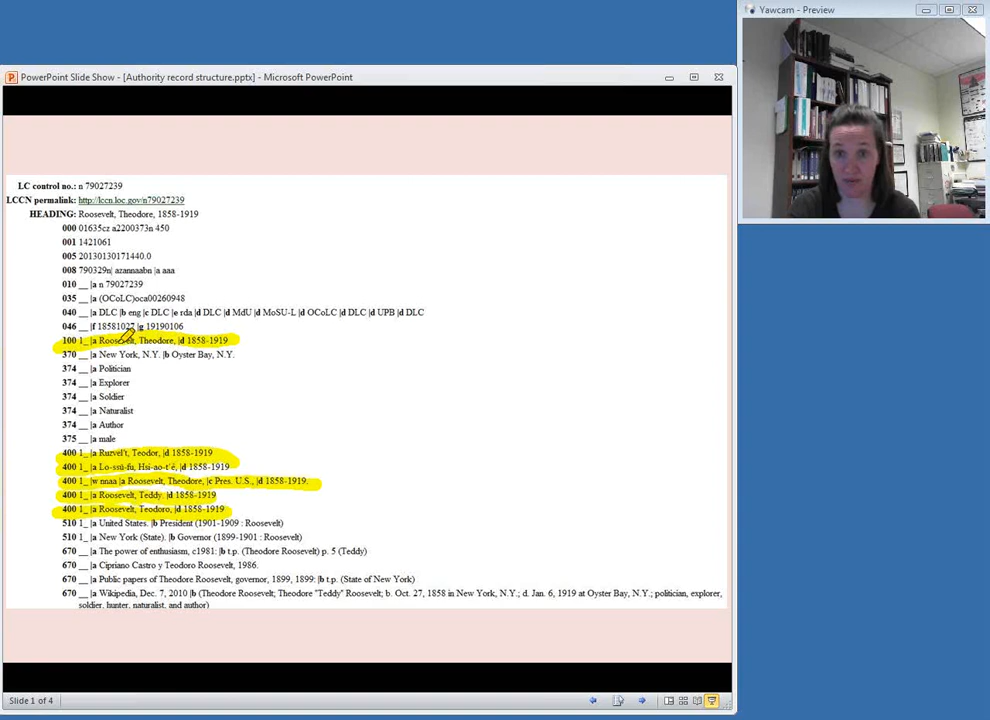 Yawcam - Preview
PowerPoint Slide Show - [Authority record structure.pptx] - Microsoft PowerPoint
LC control no.: n 79027239
LCCN permalink: http://lccn.loc.gov/n79027239
HEADING: Roosevelt, Theodore, 1858-1919
000 01635cz a2200373n 450
001 1421061
005 20130130171440.0
008 790329n| azannaabn |a aaa
010 __ |a n 79027239
035 __ |a (OCoLC)oca00260948
040 __ |a DLC |b eng |c DLC |e rda |d DLC |d MdU |d MoSU-L |d OCoLC |d DLC |d UPB |d DLC
046 __ |f 18581027 |g 19190106
100 1_ |a Roosevelt, Theodore, |d 1858-1919
370 __ |a New York, N.Y. |b Oyster Bay, N.Y.
374 __ |a Politician
374 __ |a Explorer
374 __ |a Soldier
374 __ |a Naturalist
374 __ |a Author
375 __ |a male
400 1_ |a Ruzvelʹt, Teodor, |d 1858-1919
400 1_ |a Lo-ssu-fu, Hsi-ao-tʻê, |d 1858-1919
400 1_ |w nnaa |a Roosevelt, Theodore, |c Pres. U.S., |d 1858-1919.
400 1_ |a Roosevelt, Teddy, |d 1858-1919
400 1_ |a Roosevelt, Teodoro, |d 1858-1919
510 1_ |a United States. |b President (1901-1909 : Roosevelt)
510 1_ |a New York (State). |b Governor (1899-1901 : Roosevelt)
670 __ |a The power of enthusiasm, c1981: |b t.p. (Theodore Roosevelt) p. 5 (Teddy)
670 __ |a Cipriano Castro y Teodoro Roosevelt, 1986.
670 __ |a Public papers of Theodore Roosevelt, governor, 1899, 1899: |b t.p. (State of New York)
670 __ |a Wikipedia, Dec. 7, 2010 |b (Theodore Roosevelt; Theodore "Teddy" Roosevelt; b. Oct. 27, 1858 in New York, N.Y.; d. Jan. 6, 1919 at Oyster Bay, N.Y.; politician, explorer,
soldier, hunter, naturalist, and author)
Slide 1 of 4